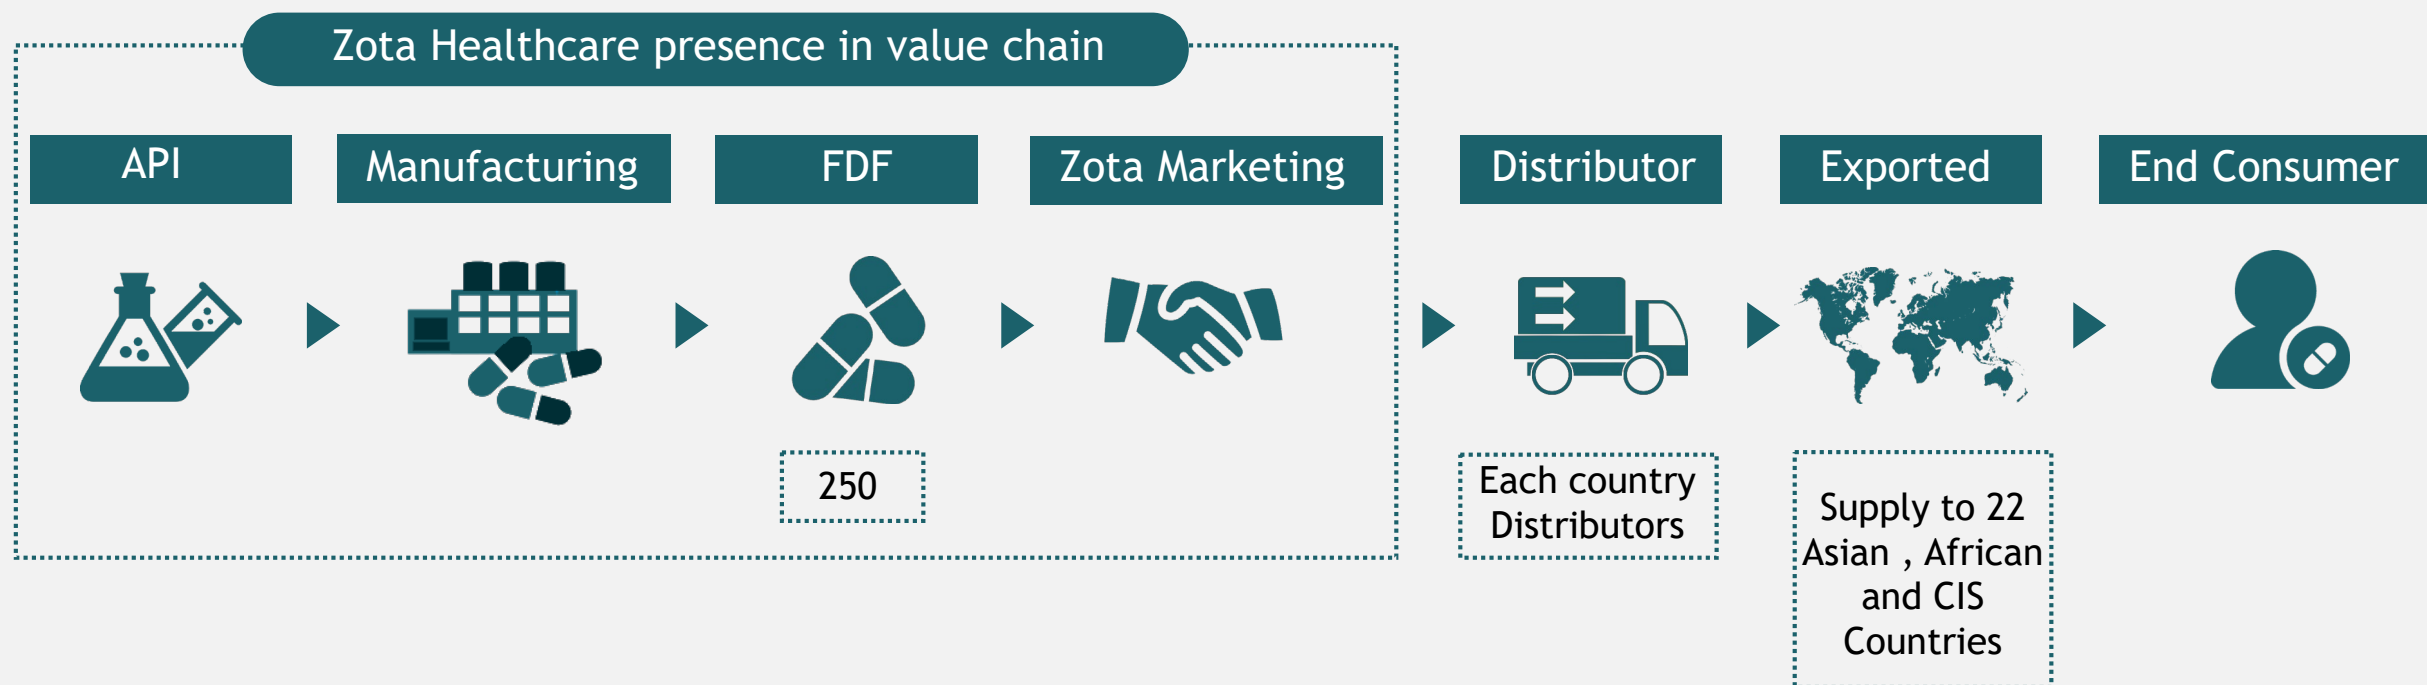 Zota Healthcare presence in value chain
API
Manufacturing
FDF
Zota Marketing
Distributor
Exported
End Consumer
250
Each country
Distributors
Supply to 22
Asian , African
and CIS
Countries